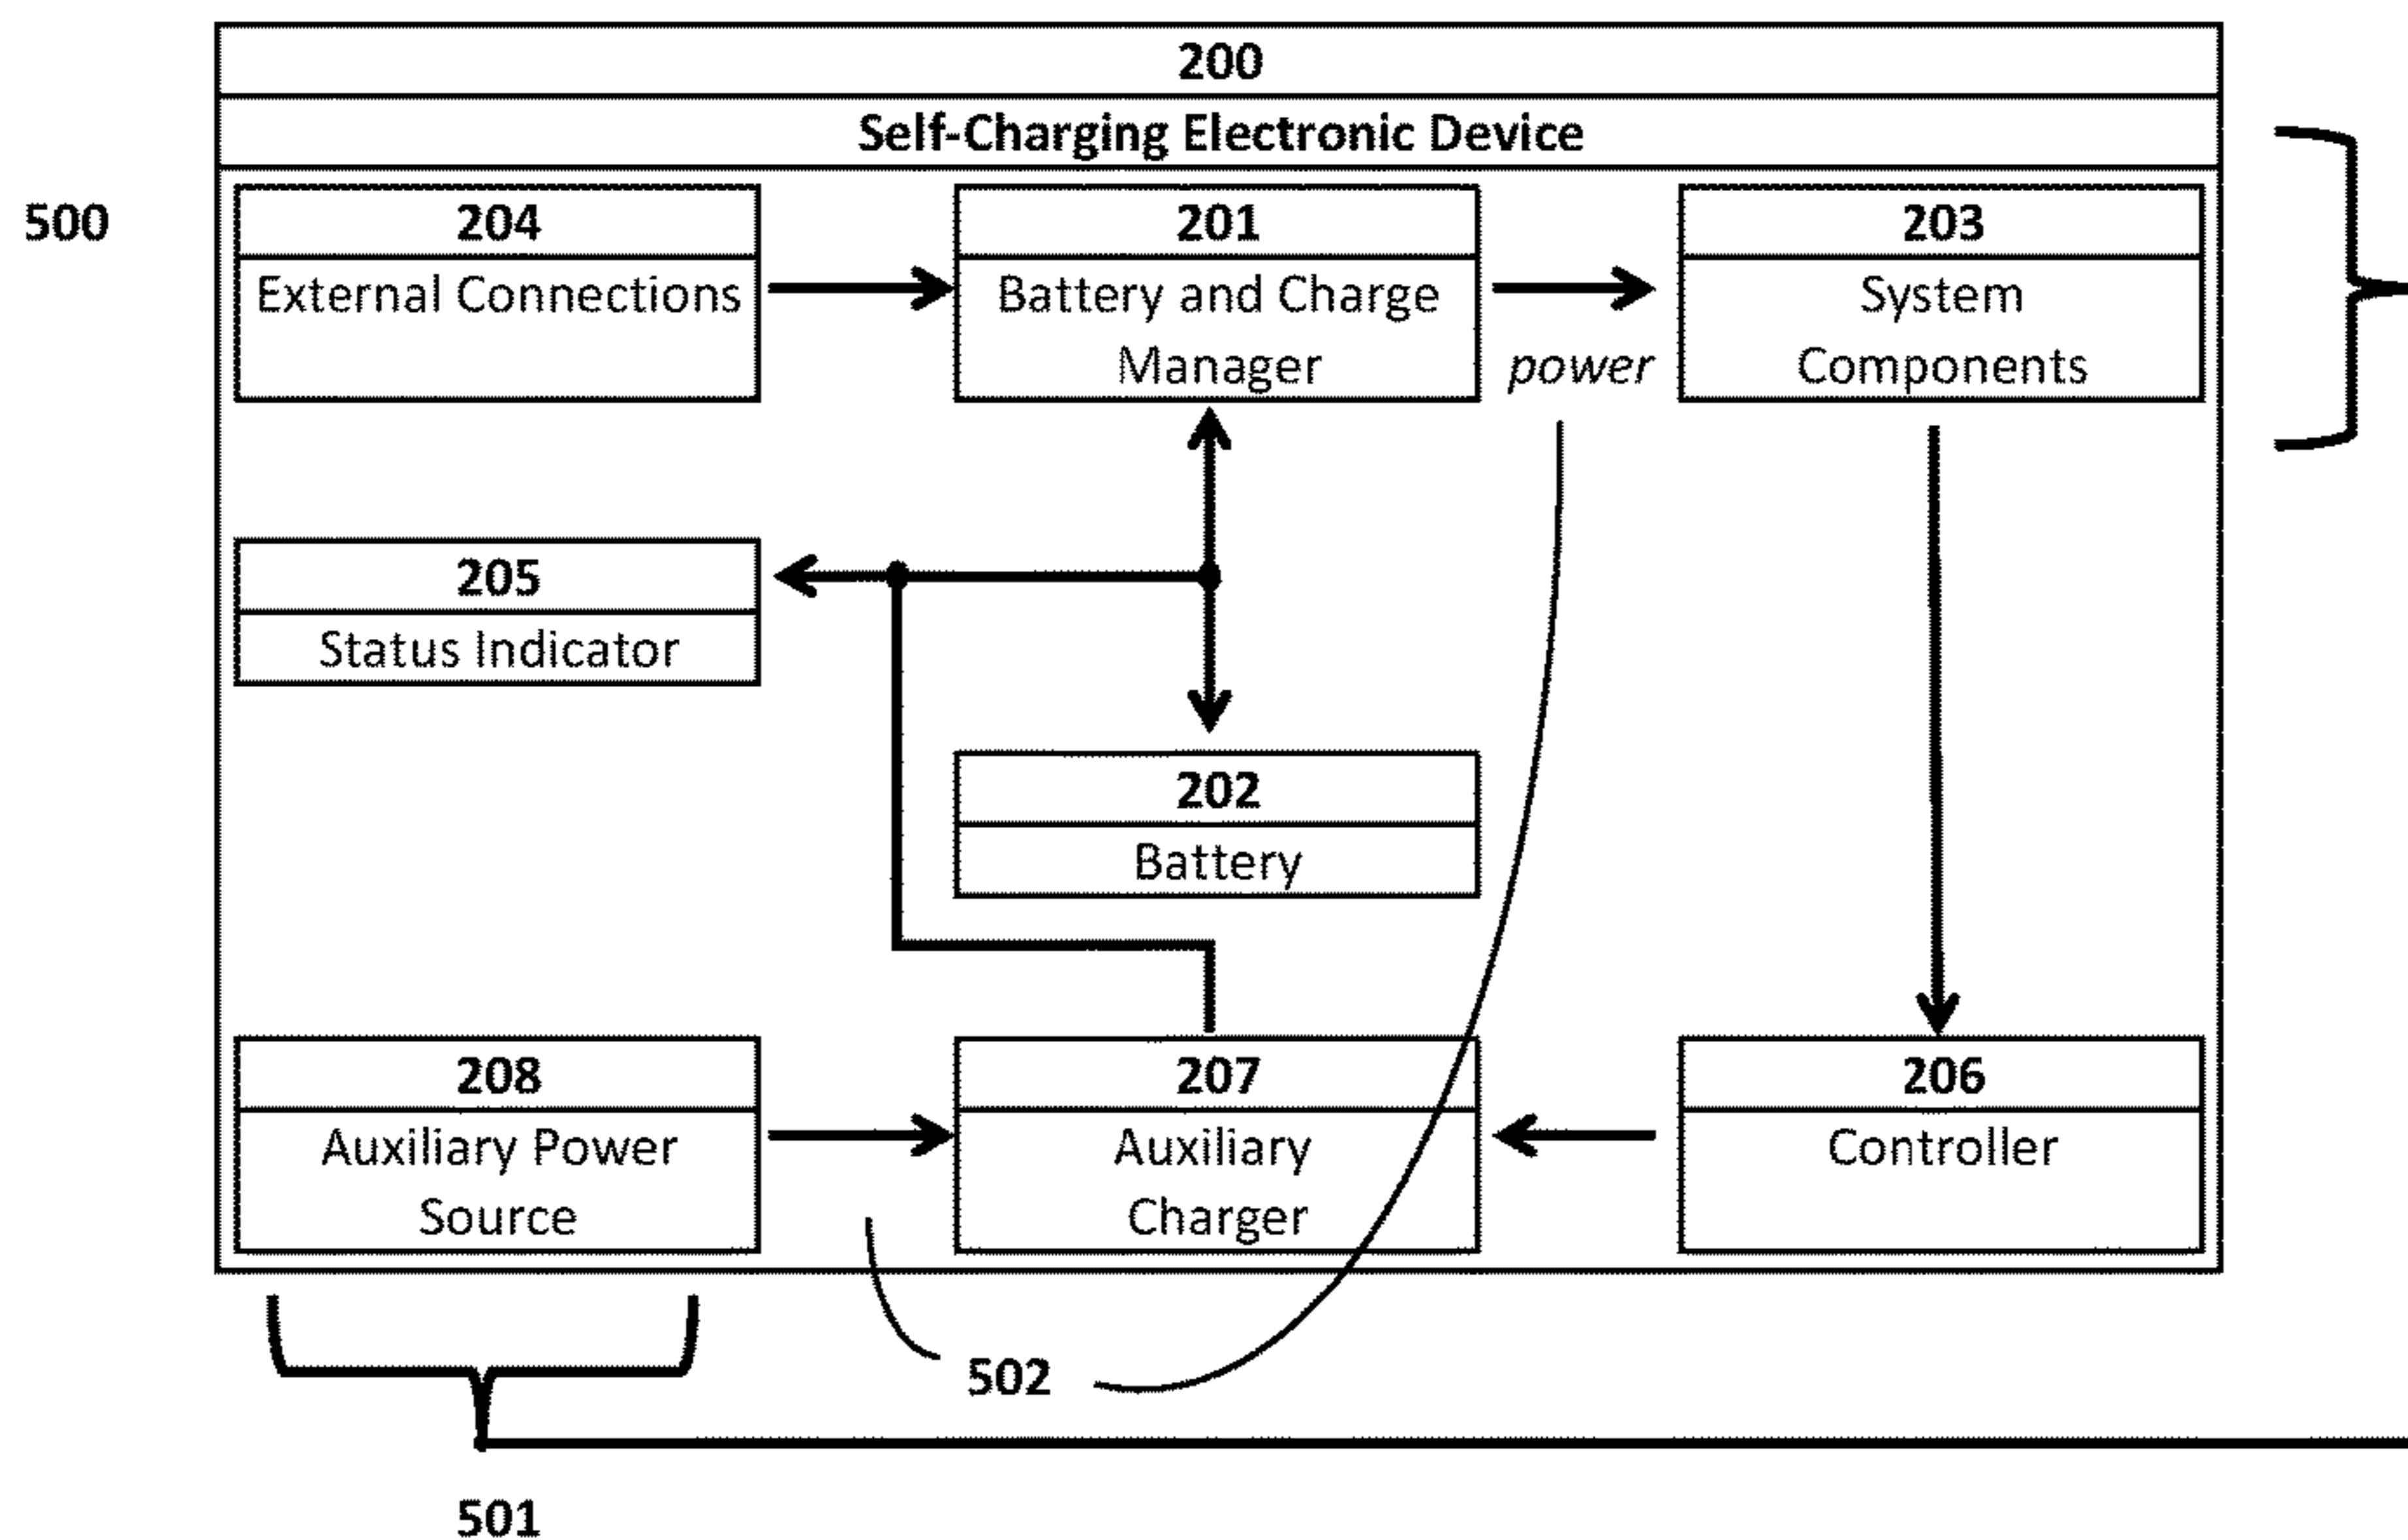 200
Self-Charging Electronic Device
500
204
External Connections
201
Battery and Charge
Manager
power
203
System
Components
205
Status Indicator
202
Battery
208
Auxiliary Power
Source
207
Auxiliary
Charger
206
Controller
502
501